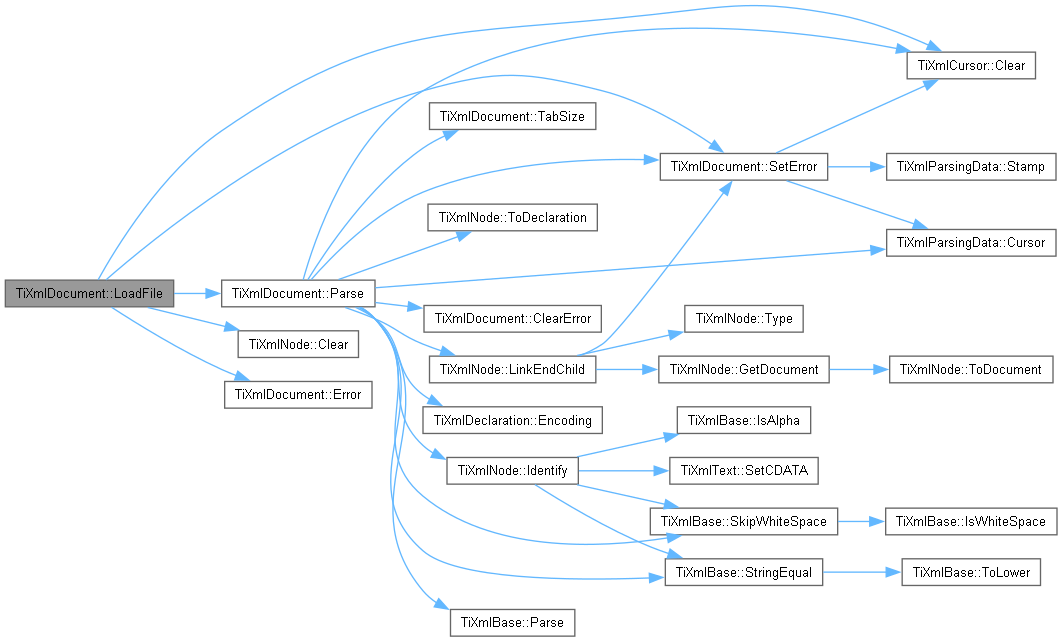 TiXmlDocument::LoadFile
TiXmlDocument::Parse
TiXmlNode::Clear
TiXmlDocument::Error
TiXmlDocument::TabSize
TiXmlNode::ToDeclaration
TiXmlDocument::ClearError
TiXmlNode::LinkEndChild
TiXmlDeclaration::Encoding
TiXmlNode::Identify
TiXmlBase::Parse
TiXmlDocument::SetError
TiXmlNode::Type
TiXmlNode::GetDocument
TiXmlBase::IsAlpha
TiXmlText::SetCDATA
TiXmlBase::SkipWhiteSpace
TiXmlBase::StringEqual
TiXmlCursor::Clear
TiXmlParsingData::Stamp
TiXmlParsingData::Cursor
TiXmlNode::ToDocument
TiXmlBase::IsWhiteSpace
TiXmlBase::ToLower